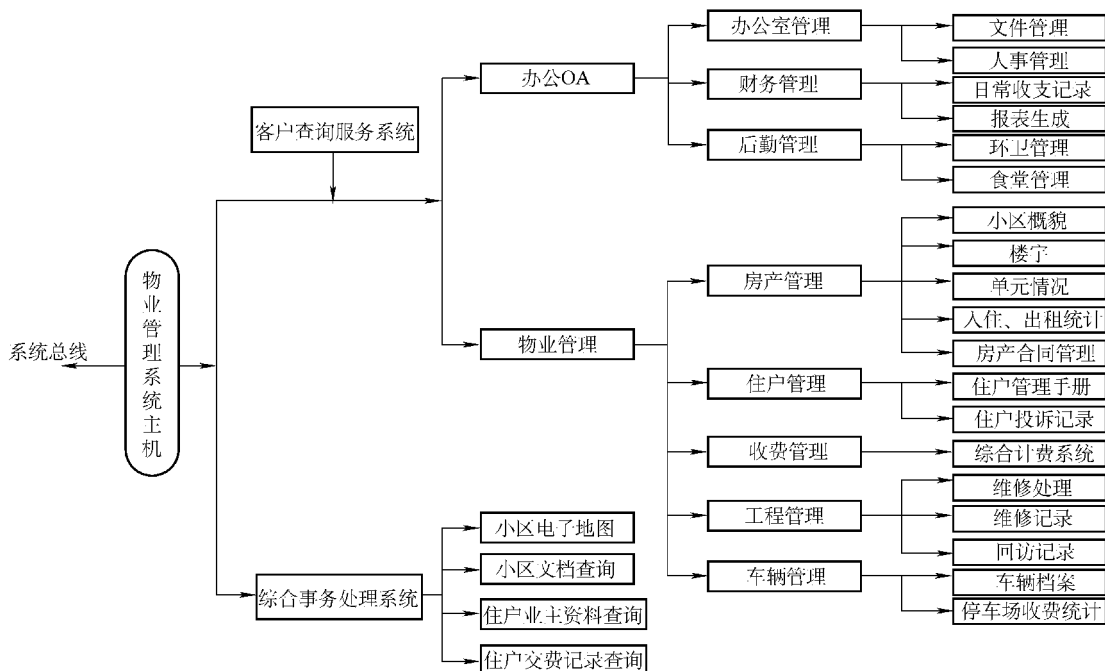 办公室管理
文件管理
人事管理
办公OA
财务管理
日常收支记录
报表生成
客户查询服务系统
后勤管理
环卫管理
食堂管理
小区概貌
楼宇
房产管理
单元情况
入住、出租统计
房产合同管理
物业管理系统主机
系统总线
物业管理
住户管理
住户管理手册
住户投诉记录
收费管理
综合计费系统
维修处理
工程管理
维修记录
回访记录
小区电子地图
小区文档查询
车辆管理
车辆档案
停车场收费统计
综合事务处理系统
住户业主资料查询
住户交费记录查询